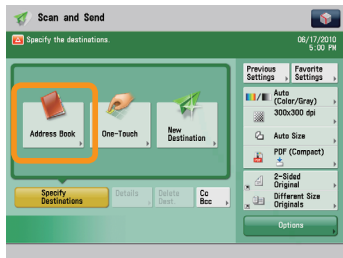 Scan and Send
Specify the destinations.
06/17/2010
5:00 PM
Previous Settings
Favorite Settings
Address Book
One-Touch
New Destination
Auto (Color/Gray)
300x300 dpi
Auto Size
PDF (Compact)
2-Sided Original
Different Size Originals
Options
Specify Destinations
Details
Delete Dest.
Cc Bcc